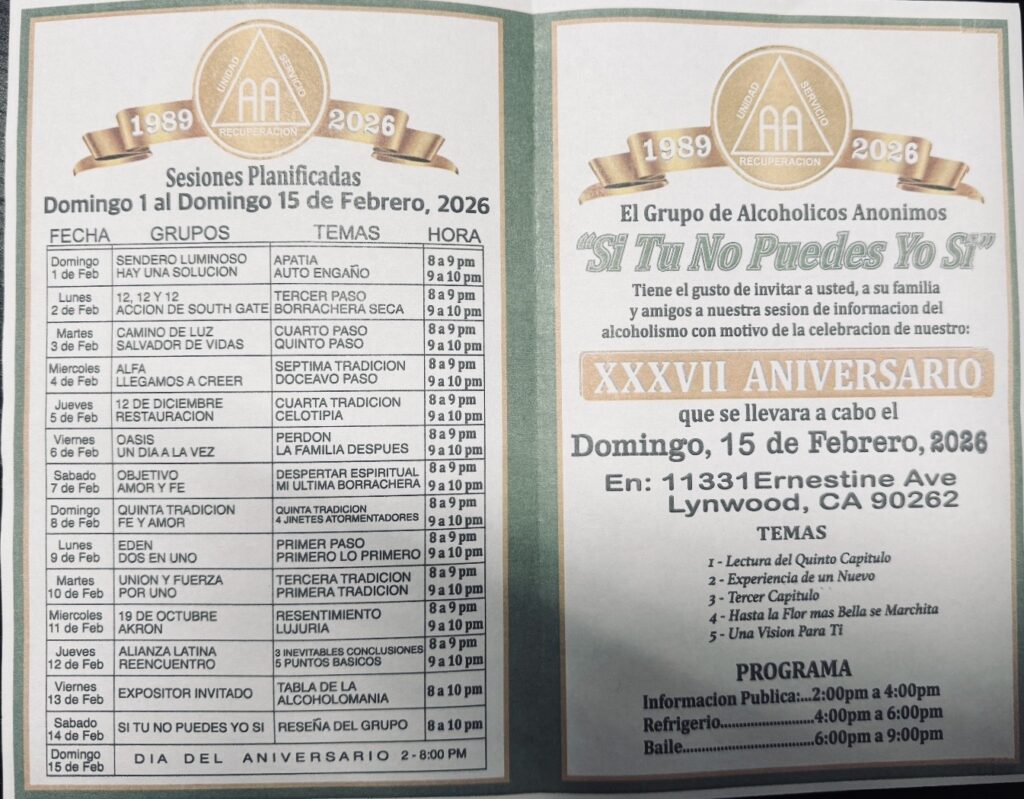 1989
UNIDAD
SERVICIO
AA
RECUPERACION
2026
Sesiones Planificadas
Domingo 1 al Domingo 15 de Febrero, 2026
FECHA GRUPOS TEMAS HORA
Domingo SENDERO LUMINOSO APATIA 8 a 9 pm
1 de Feb HAY UNA SOLUCION AUTO ENGAÑO 9 a 10 pm
Lunes 12, 12 Y 12 TERCER PASO 8 a 9 pm
2 de Feb ACCION DE SOUTH GATE BORRACHERA SECA 9 a 10 pm
Martes CAMINO DE LUZ CUARTO PASO 8 a 9 pm
3 de Feb SALVADOR DE VIDAS QUINTO PASO 9 a 10 pm
Miercoles ALFA SEPTIMA TRADICION 8 a 9 pm
4 de Feb LLEGAMOS A CREER DOCEAVO PASO 9 a 10 pm
Jueves 12 DE DICIEMBRE CUARTA TRADICION 8 a 9 pm
5 de Feb RESTAURACION CELOTIPIA 9 a 10 pm
Viernes OASIS PERDON 8 a 9 pm
6 de Feb UN DIA A LA VEZ LA FAMILIA DESPUES 9 a 10 pm
Sabado OBJETIVO DESPERTAR ESPIRITUAL 8 a 9 pm
7 de Feb AMOR Y FE MI ULTIMA BORRACHERA 9 a 10 pm
Domingo QUINTA TRADICION QUINTA TRADICION 8 a 9 pm
8 de Feb FE Y AMOR 4 JINETES ATORMENTADORES 9 a 10 pm
Lunes EDEN PRIMER PASO 8 a 9 pm
9 de Feb DOS EN UNO PRIMERO LO PRIMERO 9 a 10 pm
Martes UNION Y FUERZA TERCERA TRADICION 8 a 9 pm
10 de Feb POR UNO PRIMERA TRADICION 9 a 10 pm
Miercoles 19 DE OCTUBRE RESENTIMIENTO 8 a 9 pm
11 de Feb AKRON LUJURIA 9 a 10 pm
Jueves ALIANZA LATINA 3 INEVITABLES CONCLUSIONES 8 a 9 pm
12 de Feb REENCUENTRO 5 PUNTOS BASICOS 9 a 10 pm
Viernes EXPOSITOR INVITADO TABLA DE LA 8 a 10 pm
13 de Feb ALCOHOLOMANIA
Sabado SI TU NO PUEDES YO SI RESEÑA DEL GRUPO 8 a 10 pm
14 de Feb
Domingo DIA DEL ANIVERSARIO 2 - 8:00 PM
15 de Feb
1989
UNIDAD
SERVICIO
AA
RECUPERACION
2026
El Grupo de Alcoholicos Anonimos
"Si Tu No Puedes Yo Si"
Tiene el gusto de invitar a usted, a su familia
y amigos a nuestra sesion de informacion del
alcoholismo con motivo de la celebracion de nuestro:
XXXVII ANIVERSARIO
que se llevara a cabo el
Domingo, 15 de Febrero, 2026
En: 11331Ernestine Ave
Lynwood, CA 90262
TEMAS
1 - Lectura del Quinto Capitulo
2 - Experiencia de un Nuevo
3 - Tercer Capitulo
4 - Hasta la Flor mas Bella se Marchita
5 - Una Vision Para Ti
PROGRAMA
Informacion Publica:...2:00pm a 4:00pm
Refrigerio......................4:00pm a 6:00pm
Baile...............................6:00pm a 9:00pm